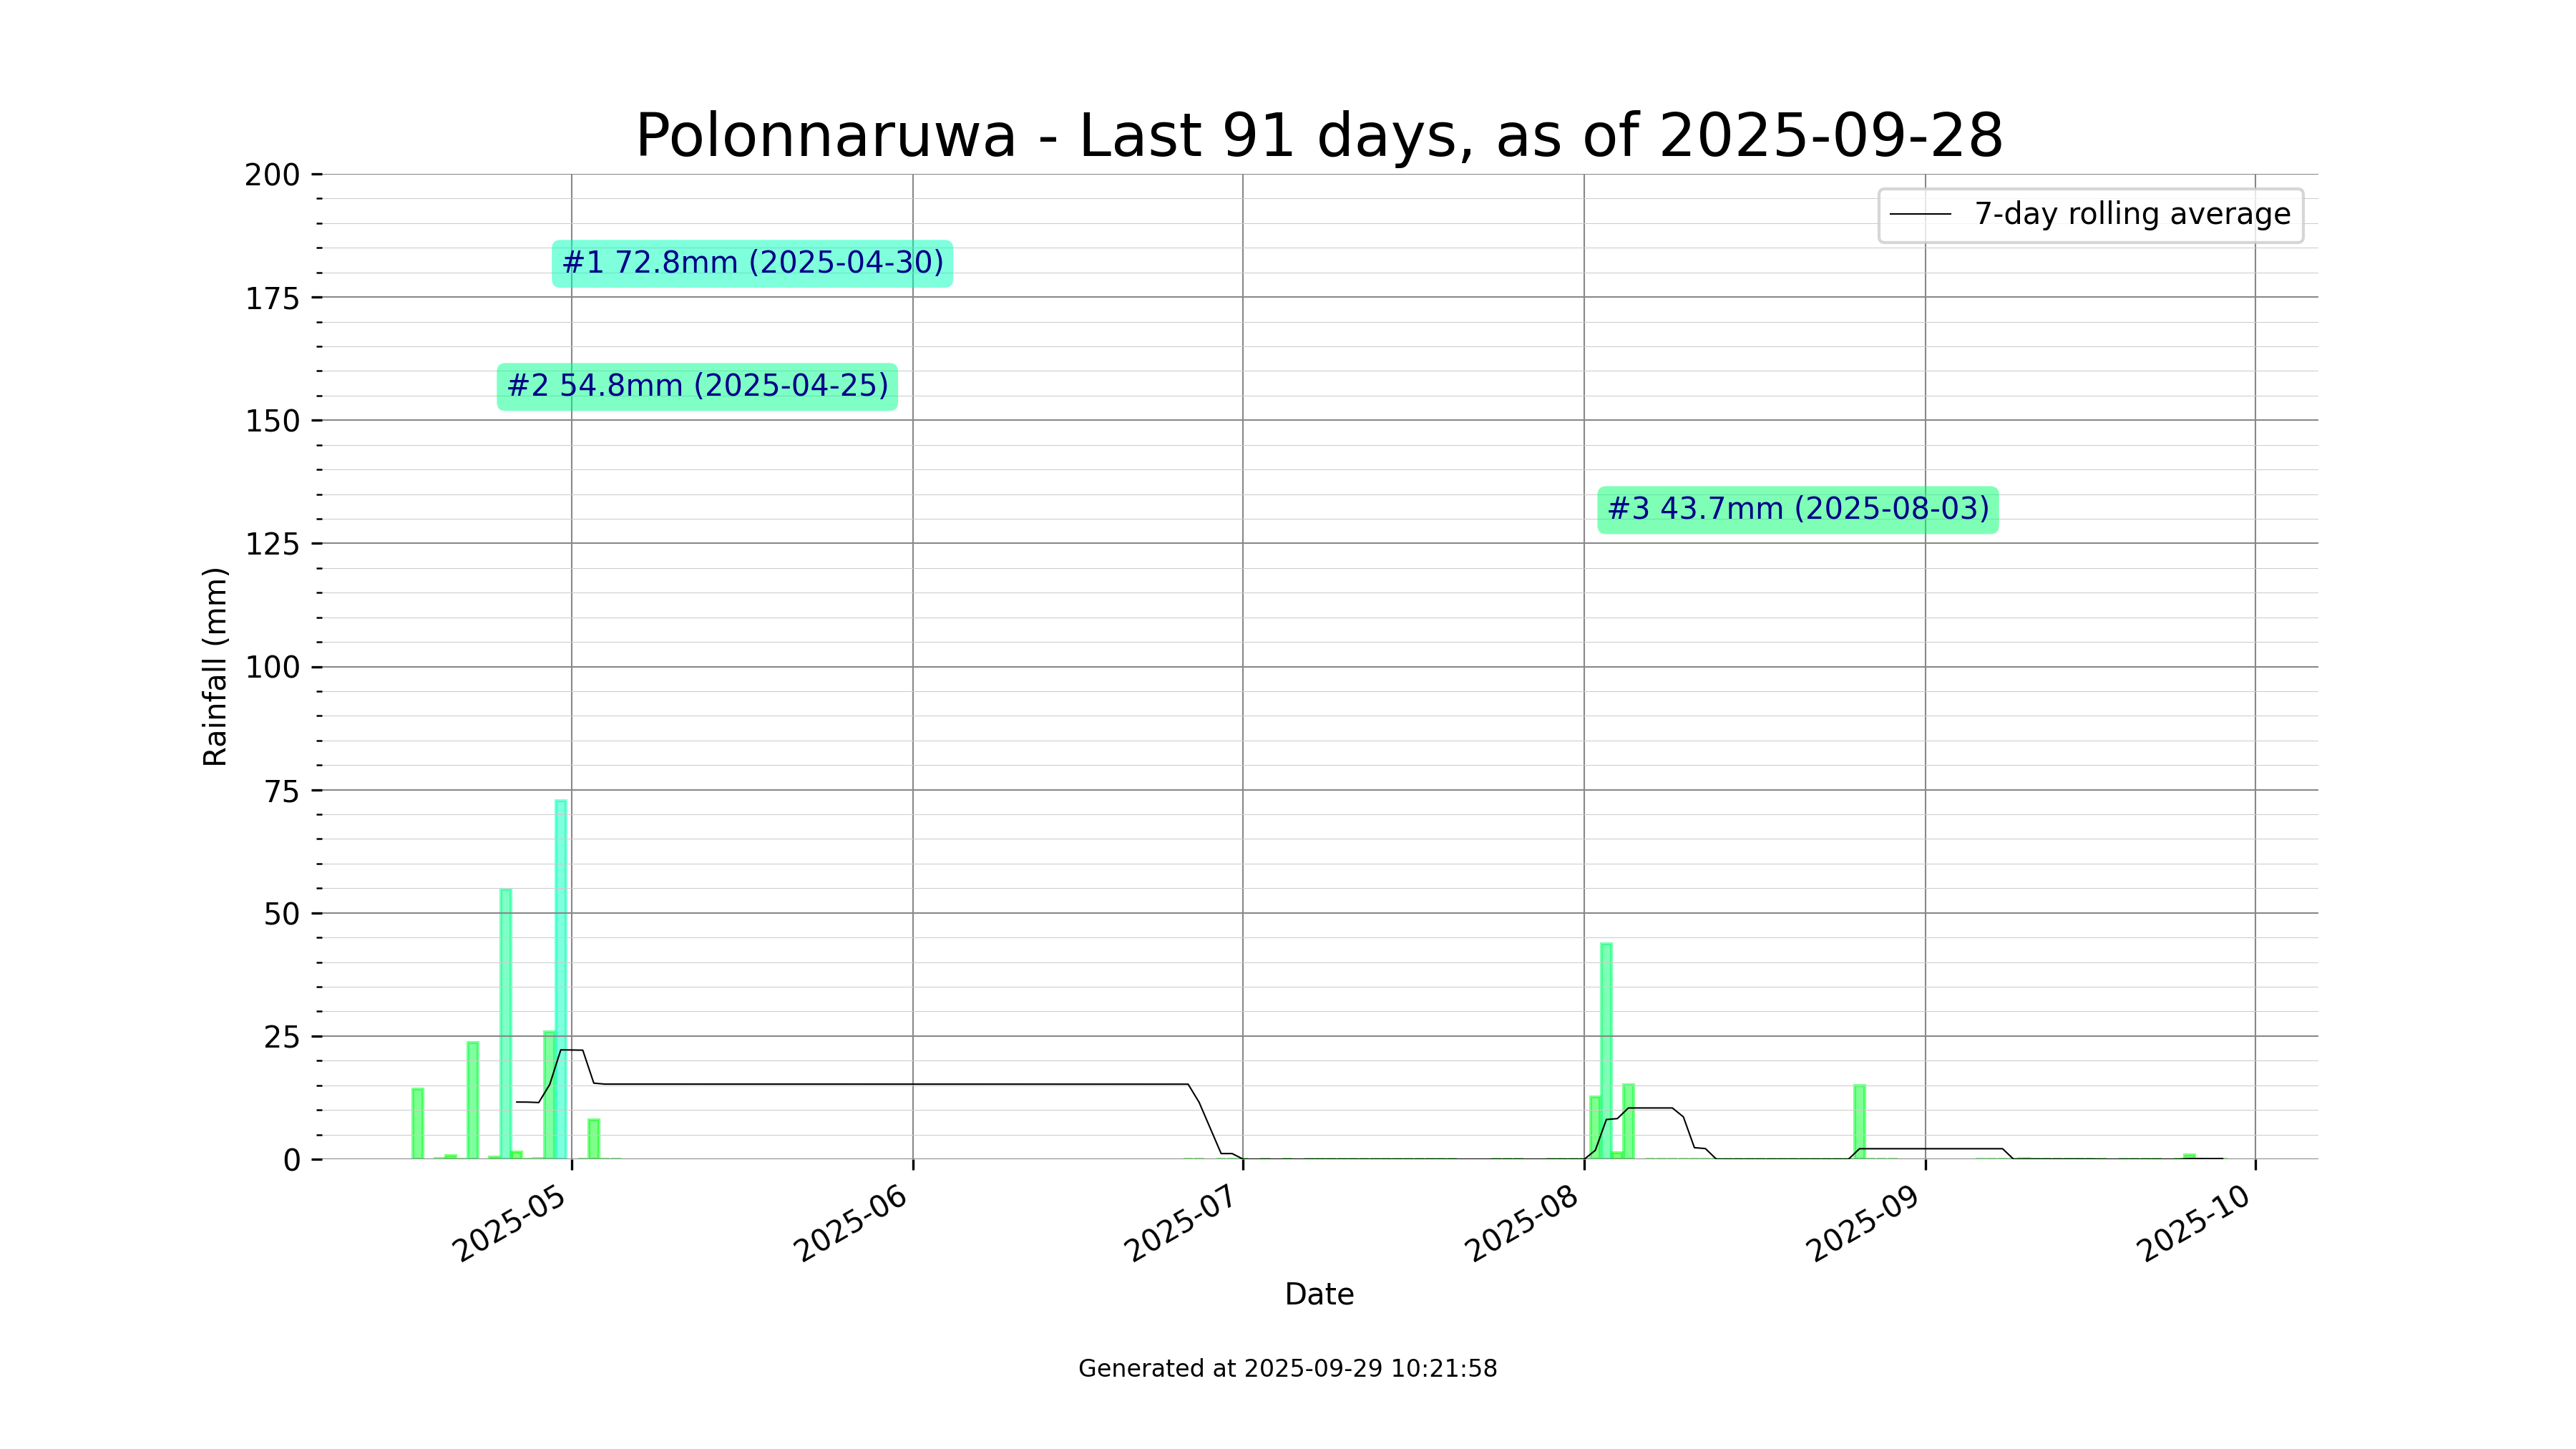 Polonnaruwa - Last 91 days, as of 2025-09-28
200
175
150
125
100
75
50
25
0
Rainfall (mm)
7-day rolling average
#1 72.8mm (2025-04-30)
#2 54.8mm (2025-04-25)
#3 43.7mm (2025-08-03)
2025-05
2025-06
2025-07
2025-08
2025-09
2025-10
Date
Generated at 2025-09-29 10:21:58